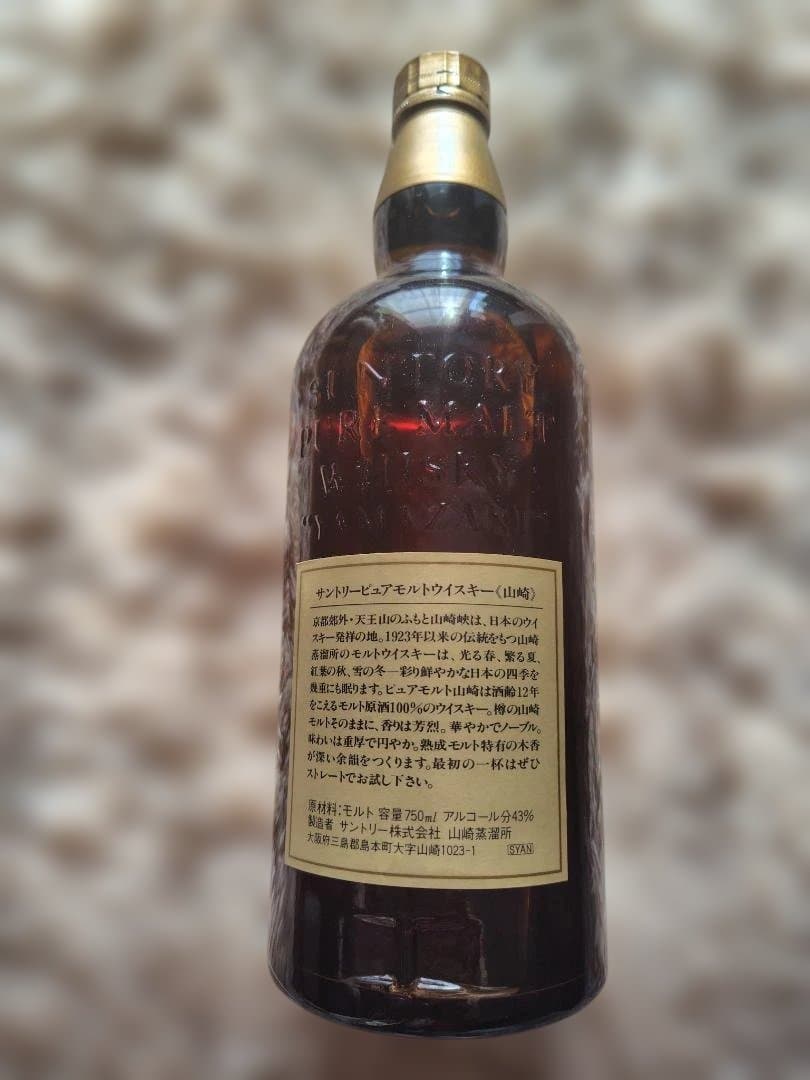 SUNTORY
PURE MALT
WHISKY
"YAMAZAKI"
サントリーピュアモルトウイスキー《山崎》
京都郊外・天王山のふもと山崎峡は、日本のウイ
スキー発祥の地。1923年以来の伝統をもつ山崎
蒸溜所のモルトウイスキーは、光る春、繁る夏、
紅葉の秋、雪の冬―彩り鮮やかな日本の四季を
幾重にも眠ります。ピュアモルト山崎は酒齢12年
をこえるモルト原酒100%のウイスキー。樽の山崎
モルトそのままに、香りは芳烈。華やかでノーブル。
味わいは重厚で円やか。熟成モルト特有の木香
が深い余韻をつくります。最初の一杯はぜひ
ストレートでお試し下さい。
原材料:モルト 容量750ml アルコール分43%
製造者 サントリー株式会社 山崎蒸溜所
大阪府三島郡島本町大字山崎1023-1 SYAN